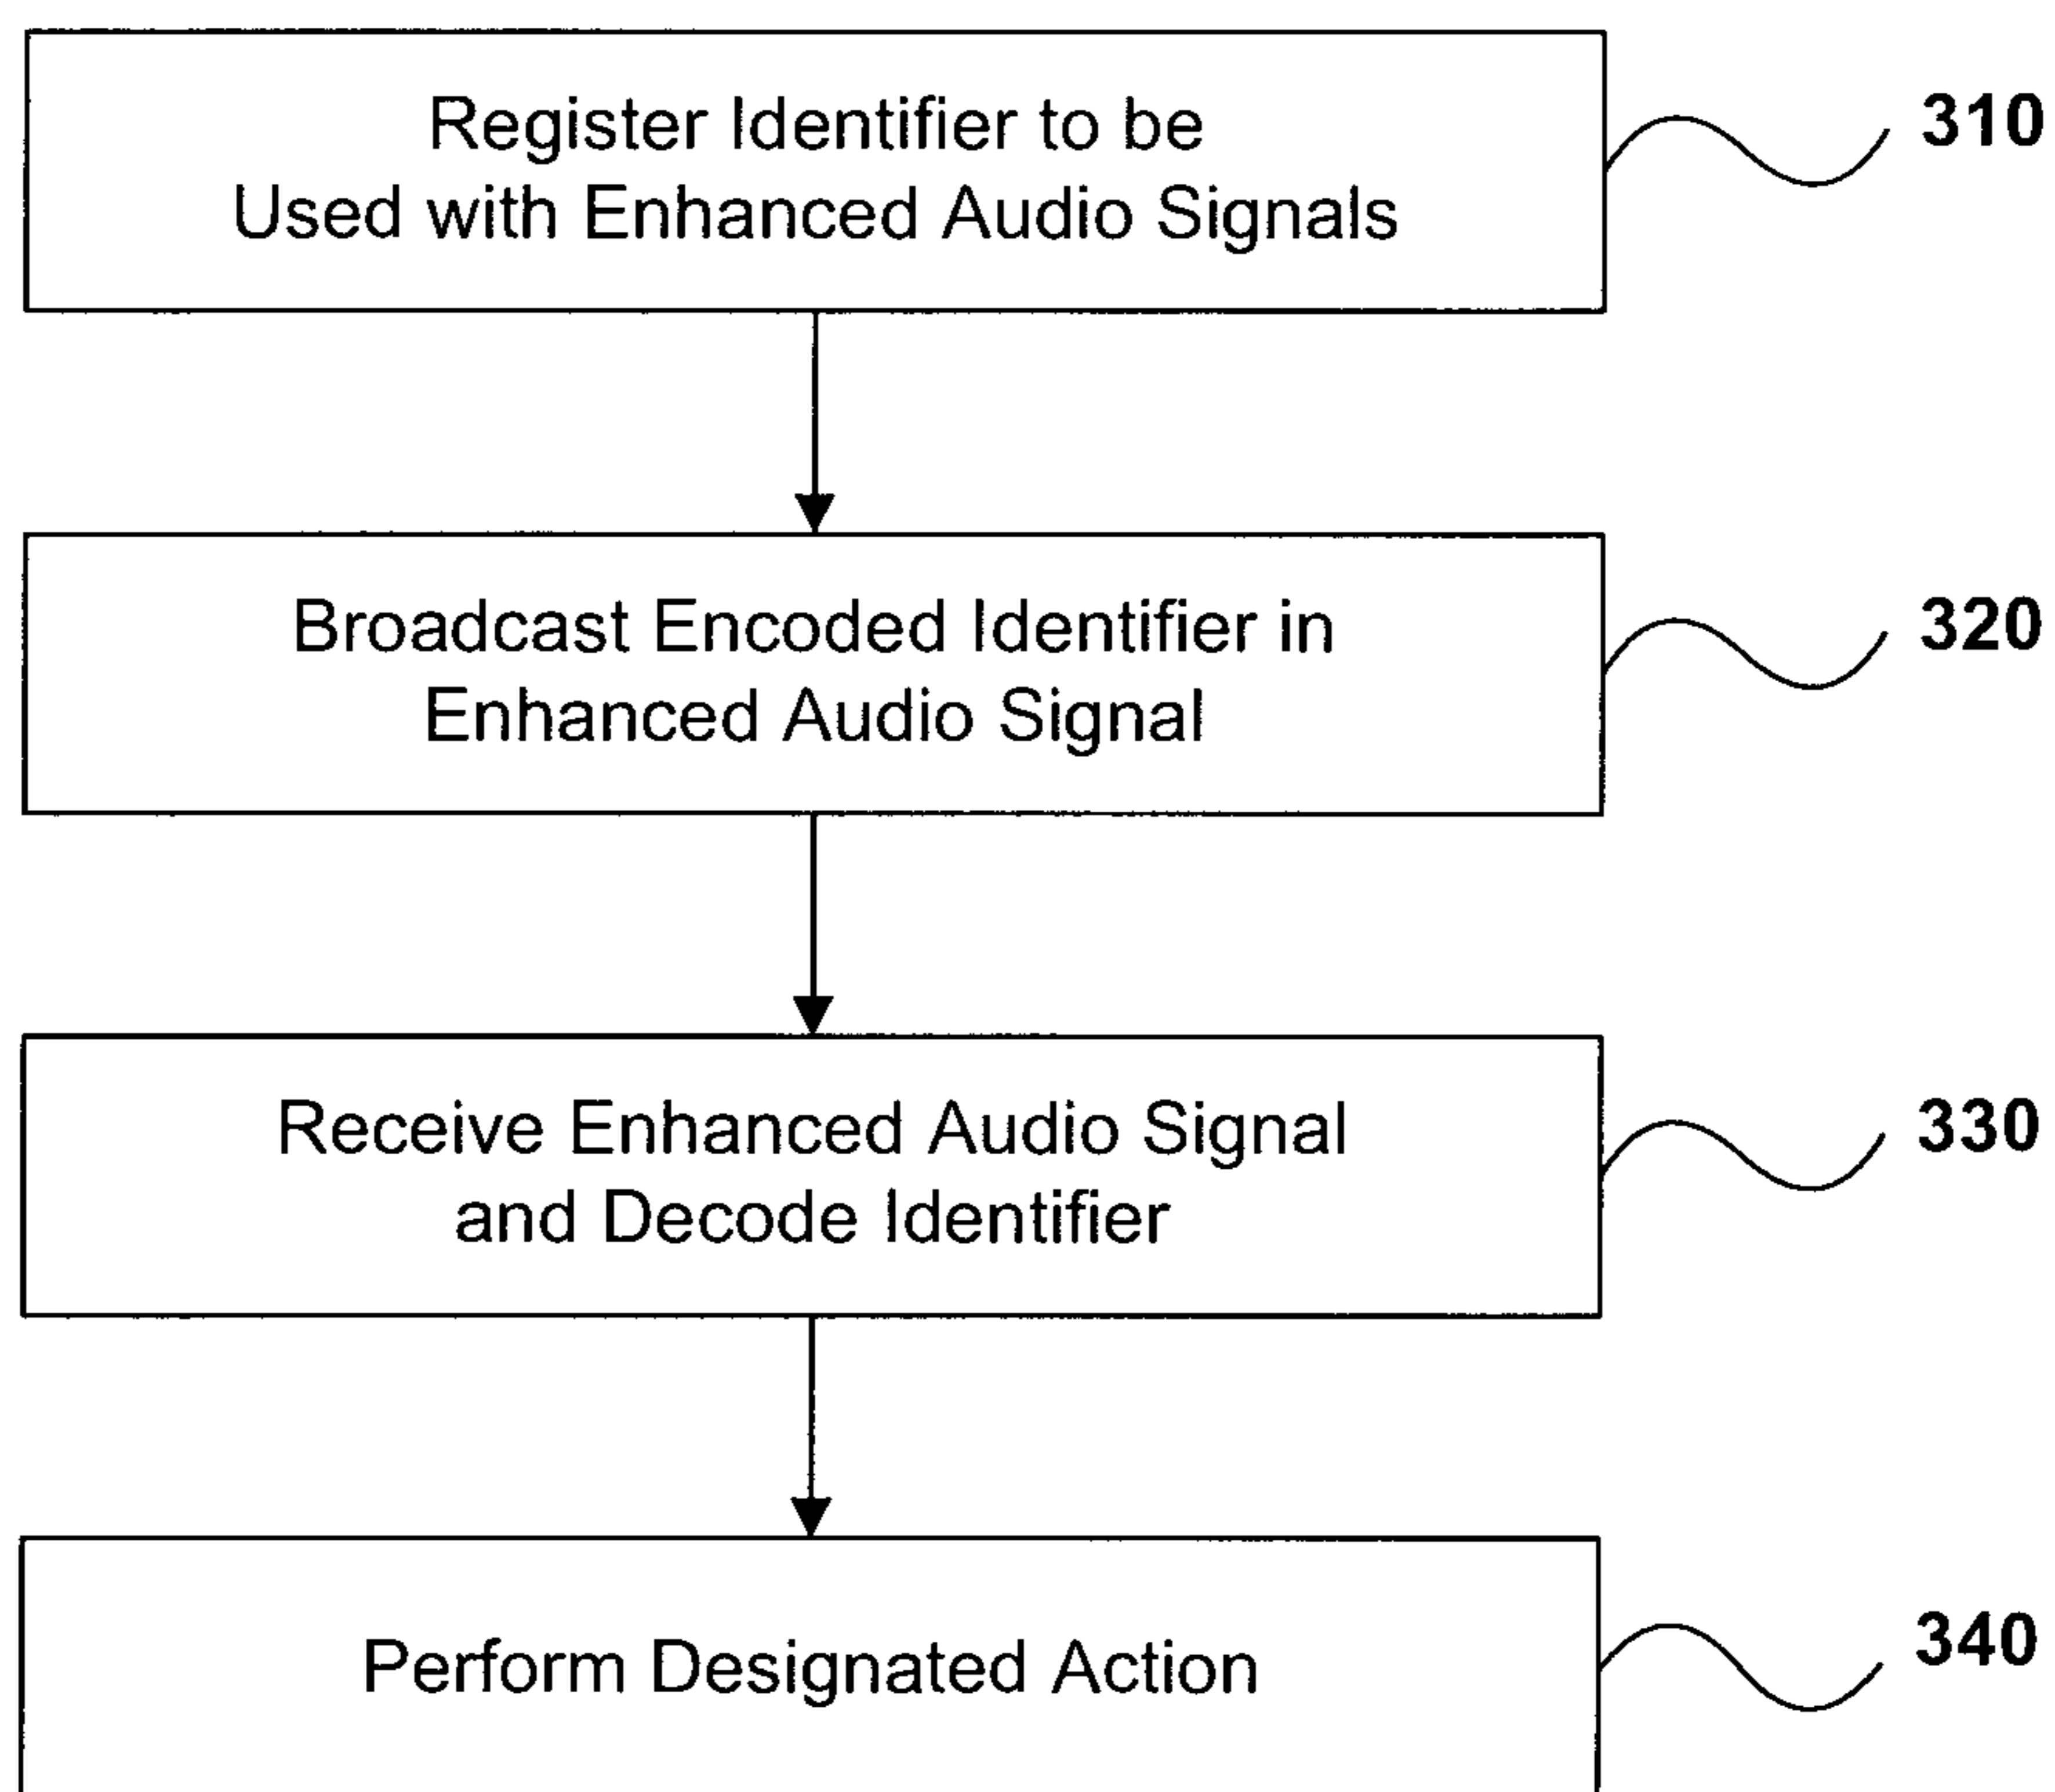 Register Identifier to be
Used with Enhanced Audio Signals
310
Broadcast Encoded Identifier in
Enhanced Audio Signal
320
Receive Enhanced Audio Signal
and Decode Identifier
330
Perform Designated Action
340